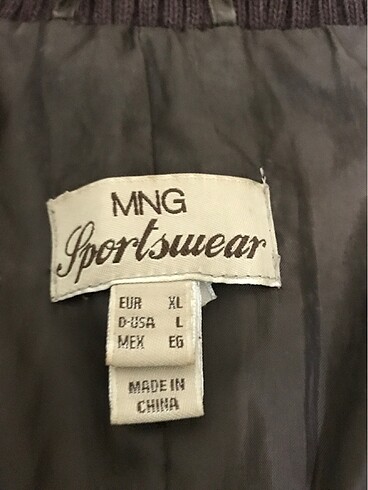 MNG
Sportswear
EUR XL
D-USA L
MEX EG
MADE IN
CHINA